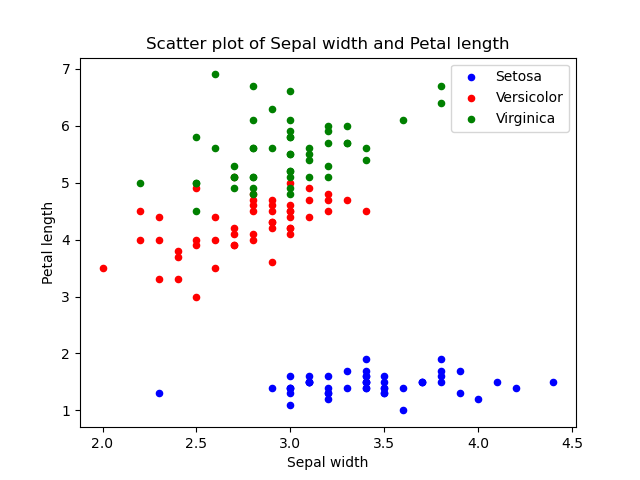 Scatter plot of Sepal width and Petal length
Setosa
Versicolor
Virginica
7
6
5
4
3
2
1
Petal length
2.0 2.5 3.0 3.5 4.0 4.5
Sepal width